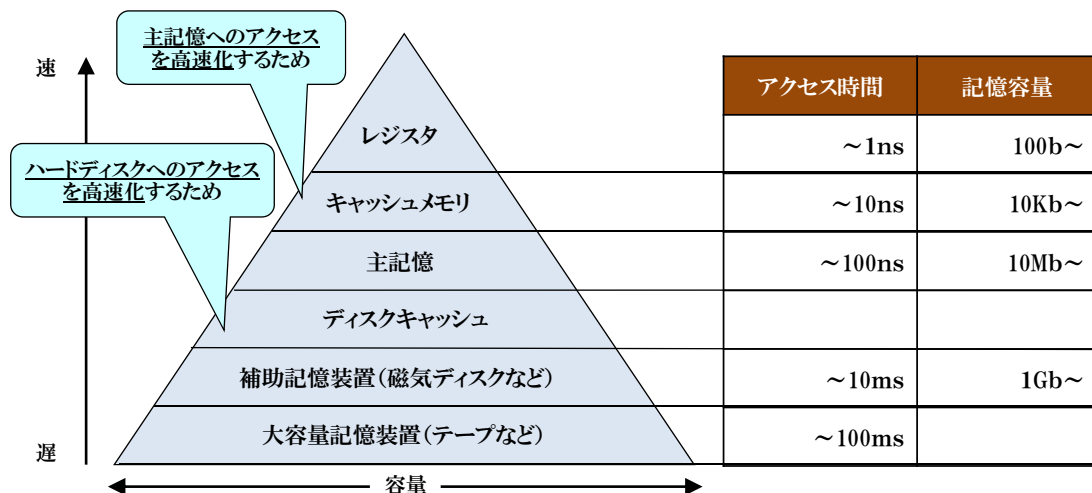 主記憶へのアクセス
を高速化するため
速
アクセス時間
記憶容量
レジスタ
~1ns
100b~
ハードディスクへのアクセス
を高速化するため
キャッシュメモリ
~10ns
10Kb~
主記憶
~100ns
10Mb~
ディスクキャッシュ
補助記憶装置(磁気ディスクなど)
~10ms
1Gb~
大容量記憶装置(テープなど)
~100ms
遅
容量